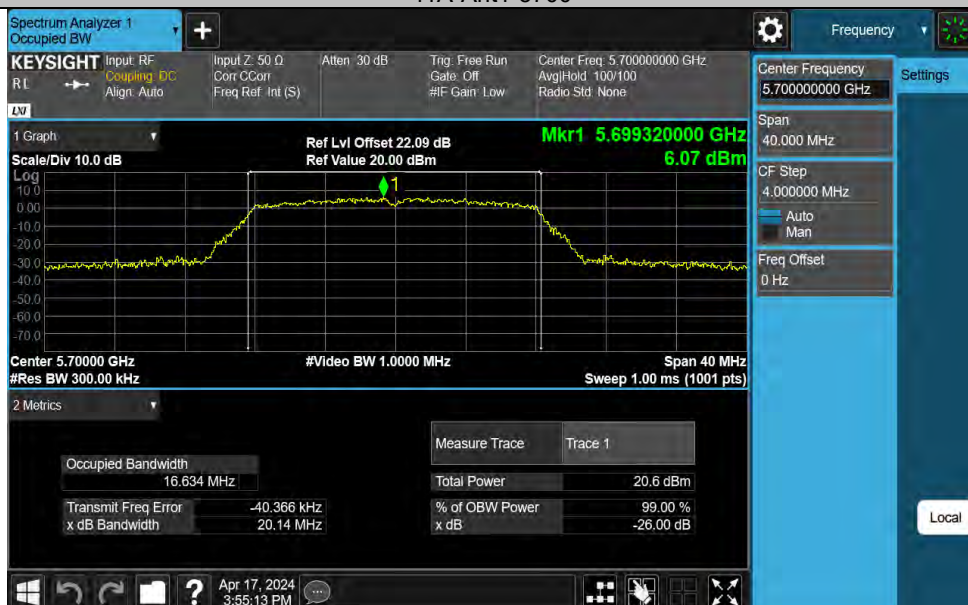 Spectrum Analyzer 1
Occupied BW
Frequency
KEYSIGHT
Input: RF
Coupling: DC
Align: Auto
Input Z: 50 Ω
Corr CCorr
Freq Ref: Int (S)
Atten: 30 dB
Trig: Free Run
Gate: Off
#IF Gain: Low
Center Freq: 5.700000000 GHz
Avg|Hold: 100/100
Radio Std: None
LXI
Center Frequency
5.700000000 GHz
Settings
Span
40.000 MHz
CF Step
4.000000 MHz
Auto
Man
Freq Offset
0 Hz
1 Graph
Scale/Div 10.0 dB
Ref Lvl Offset 22.09 dB
Ref Value 20.00 dBm
Mkr1 5.699320000 GHz
6.07 dBm
Log
1
10.0
0.00
-10.0
-20.0
-30.0
-40.0
-50.0
-60.0
-70.0
Center 5.70000 GHz
#Video BW 1.0000 MHz
Span 40 MHz
#Res BW 300.00 kHz
Sweep 1.00 ms (1001 pts)
2 Metrics
Measure Trace Trace 1
Occupied Bandwidth
16.634 MHz
Total Power 20.6 dBm
Transmit Freq Error -40.366 kHz
% of OBW Power 99.00 %
x dB Bandwidth 20.14 MHz
x dB -26.00 dB
Local
Apr 17, 2024
3:55:13 PM